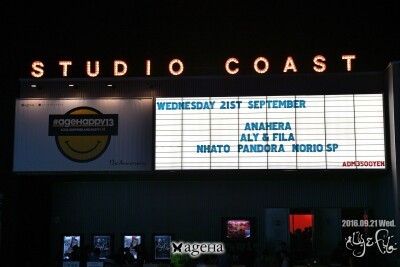 STUDIO COAST
WEDNESDAY 21ST SEPTEMBER
#AGEHAPPY13
ANAHERA
ALY & FILA
NHATO PANDORA NORIO SP
ADM3500YEN
2016.09.21 Wed.
ageHa
aly & fila